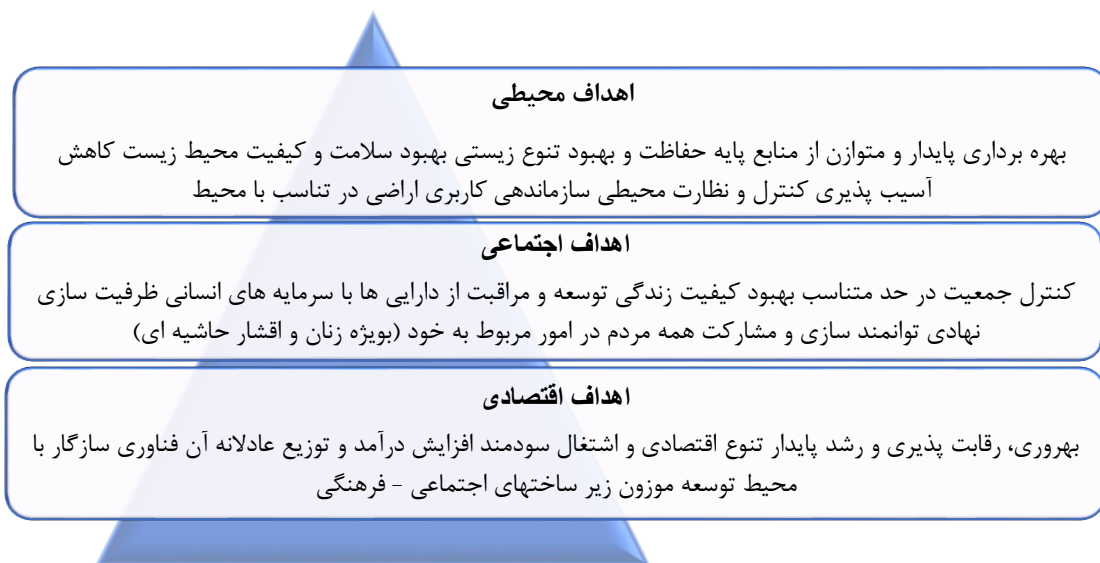 اهداف محیطی
بهره برداری پایدار و متوازن از منابع پایه حفاظت و بهبود تنوع زیستی بهبود سلامت و کیفیت محیط زیست کاهش
آسیب پذیری کنترل و نظارت محیطی سازماندهی کاربری اراضی در تناسب با محیط
اهداف اجتماعی
کنترل جمعیت در حد متناسب بهبود کیفیت زندگی توسعه و مراقبت از دارایی ها با سرمایه های انسانی ظرفیت سازی
نهادی توانمند سازی و مشارکت همه مردم در امور مربوط به خود (بویژه زنان و اقشار حاشیه ای)
اهداف اقتصادی
بهروری، رقابت پذیری و رشد پایدار تنوع اقتصادی و اشتغال سودمند افزایش درآمد و توزیع عادلانه آن فناوری سازگار با
محیط توسعه موزون زیر ساختهای اجتماعی - فرهنگی